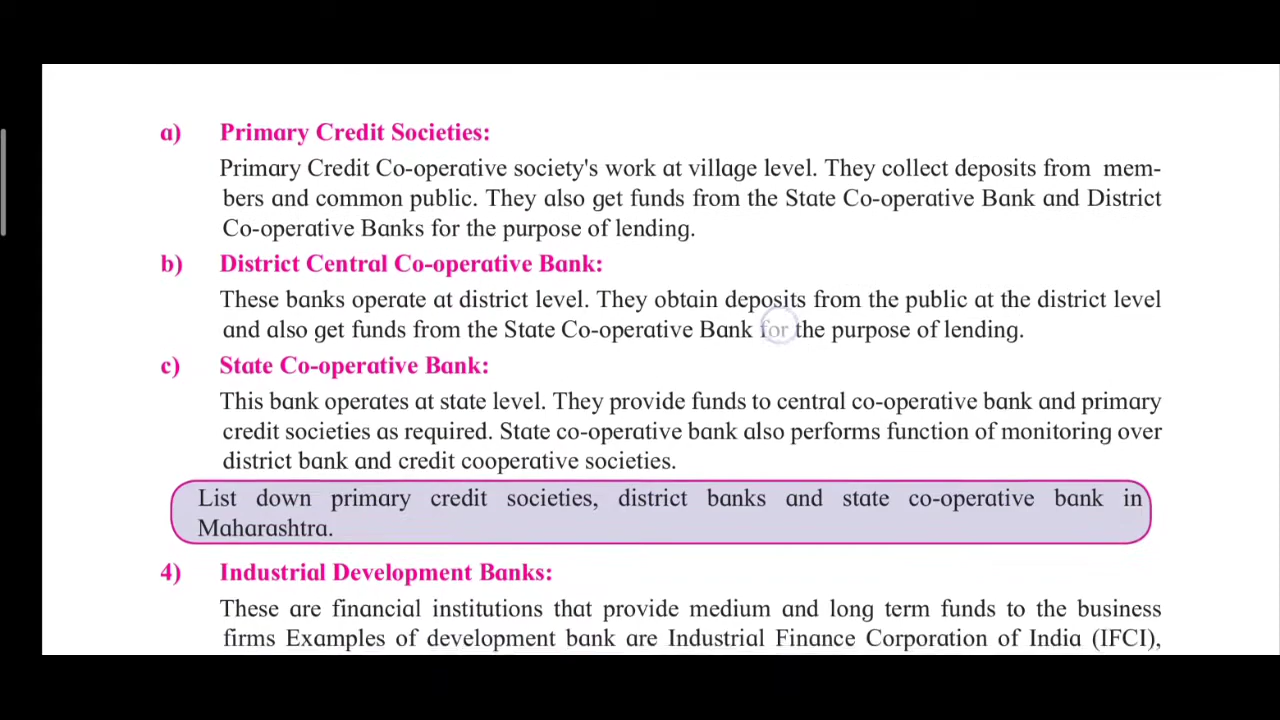 a) Primary Credit Societies:
Primary Credit Co-operative society's work at village level. They collect deposits from mem-
bers and common public. They also get funds from the State Co-operative Bank and District
Co-operative Banks for the purpose of lending.
b) District Central Co-operative Bank:
These banks operate at district level. They obtain deposits from the public at the district level
and also get funds from the State Co-operative Bank for the purpose of lending.
c) State Co-operative Bank:
This bank operates at state level. They provide funds to central co-operative bank and primary
credit societies as required. State co-operative bank also performs function of monitoring over
district bank and credit cooperative societies.
List down primary credit societies, district banks and state co-operative bank in
Maharashtra.
4) Industrial Development Banks:
These are financial institutions that provide medium and long term funds to the business
firms Examples of development bank are Industrial Finance Corporation of India (IFCI),